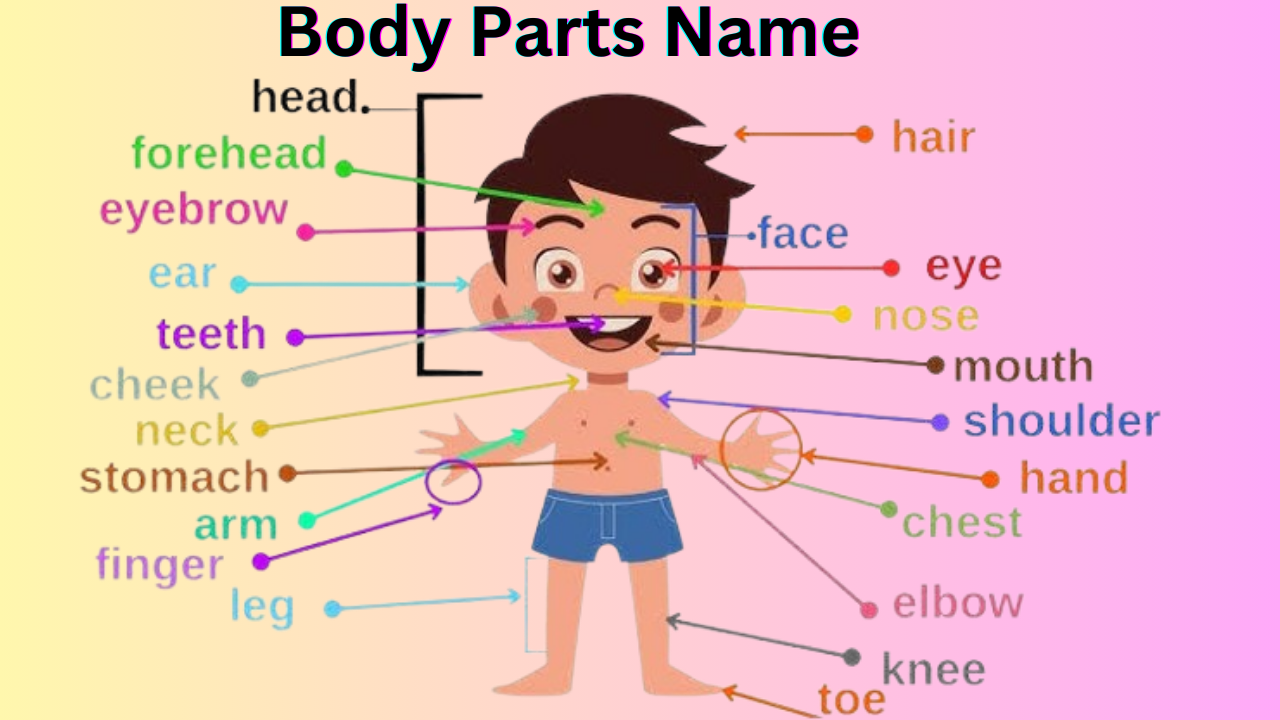 Body Parts Name
head.
forehead
eyebrow
ear
teeth
cheek
neck
stomach
arm
finger
leg
hair
face
eye
nose
mouth
shoulder
hand
chest
elbow
knee
toe